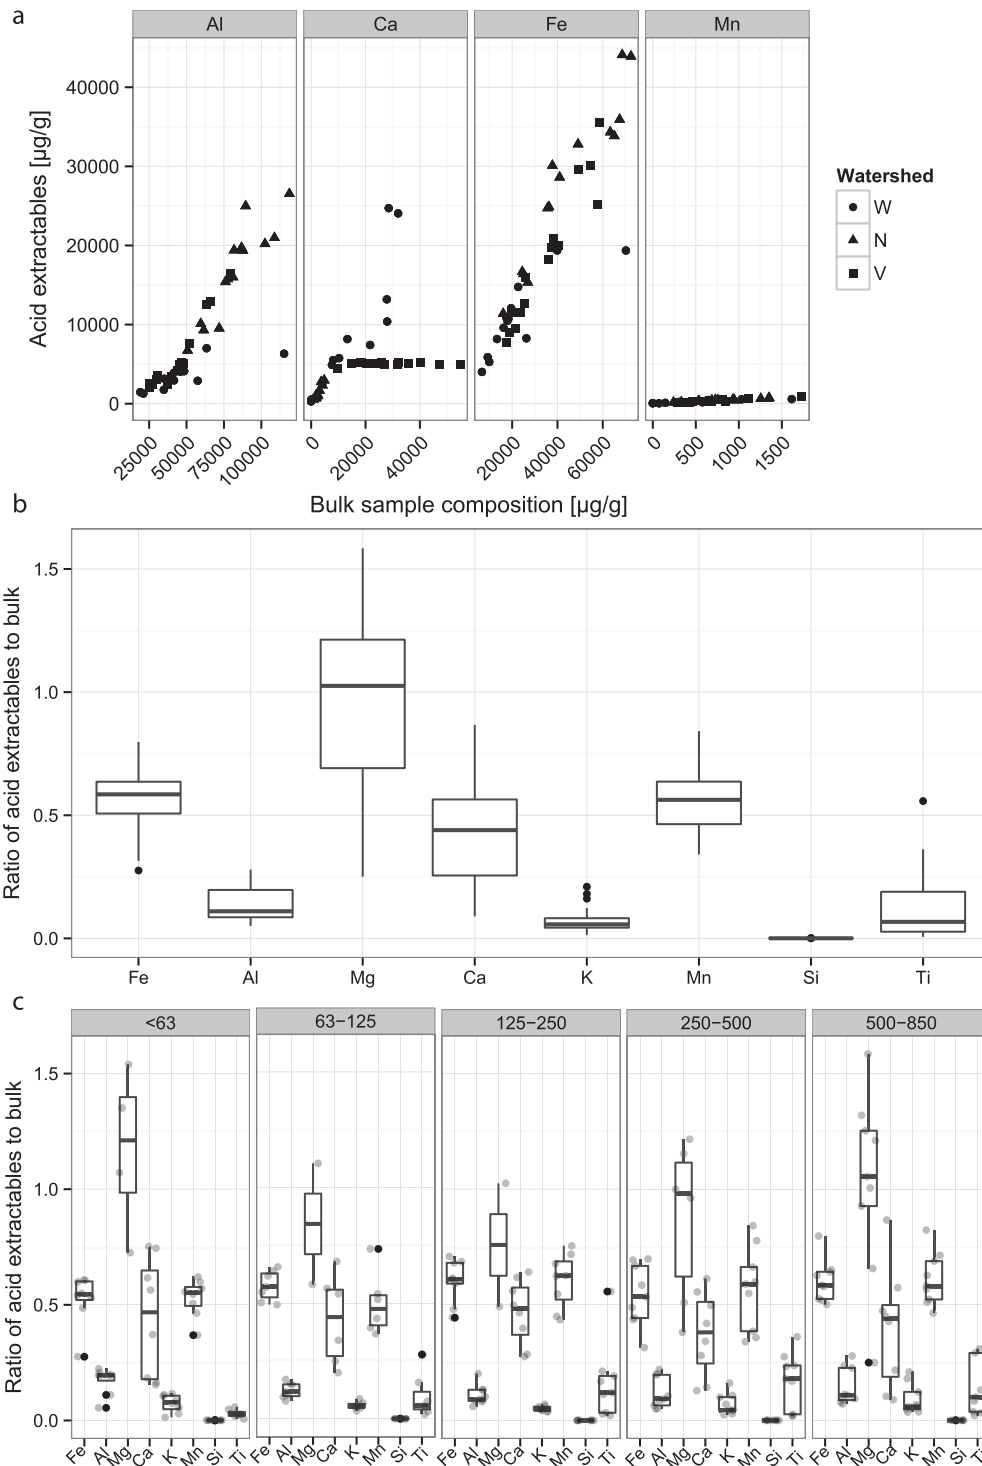 a
Al Ca Fe Mn
Acid extractables [µg/g]
40000
30000
20000
10000
0
25000 50000 75000 100000 0 20000 40000 20000 40000 60000 0 500 1000 1500
Bulk sample composition [µg/g]
Watershed
W
N
V
b
Ratio of acid extractables to bulk
1.5
1.0
0.5
0.0
Fe Al Mg Ca K Mn Si Ti
c
<63 63−125 125−250 250−500 500−850
Ratio of acid extractables to bulk
1.5
1.0
0.5
0.0
Fe Al Mg Ca K Mn Si Ti Fe Al Mg Ca K Mn Si Ti Fe Al Mg Ca K Mn Si Ti Fe Al Mg Ca K Mn Si Ti Fe Al Mg Ca K Mn Si Ti